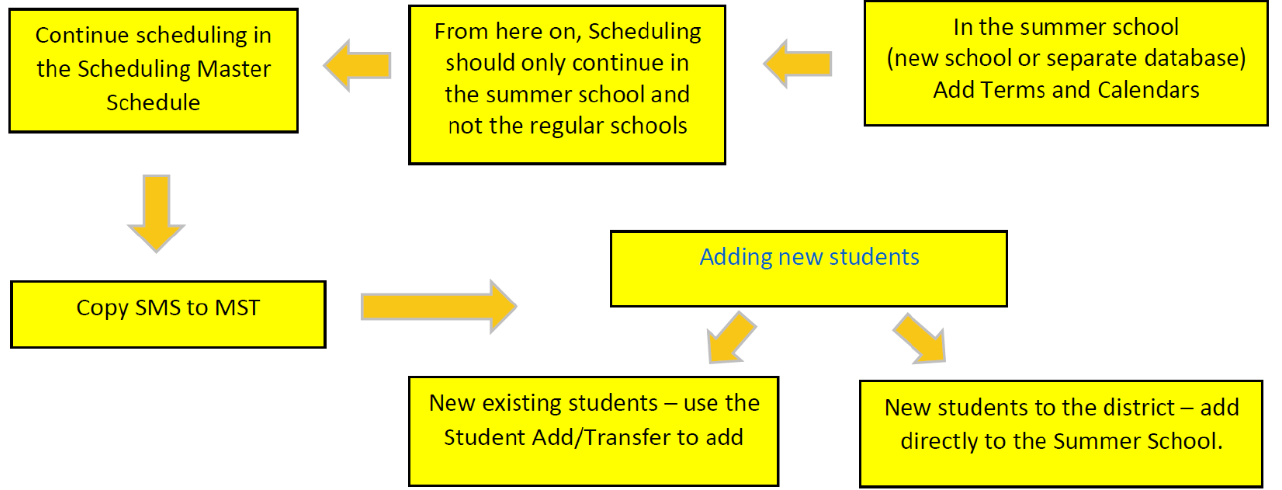 Continue scheduling in
the Scheduling Master
Schedule
From here on, Scheduling
should only continue in
the summer school and
not the regular schools
In the summer school
(new school or separate database)
Add Terms and Calendars
Copy SMS to MST
Adding new students
New existing students – use the
Student Add/Transfer to add
New students to the district – add
directly to the Summer School.